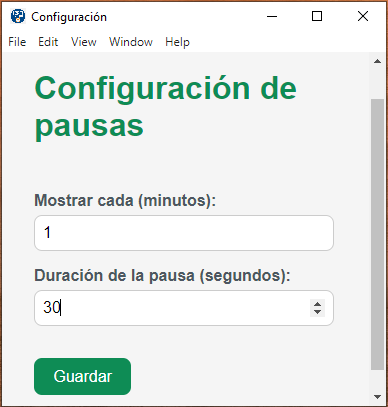 Configuración
File Edit View Window Help
Configuración de
pausas
Mostrar cada (minutos):
1
Duración de la pausa (segundos):
30
Guardar